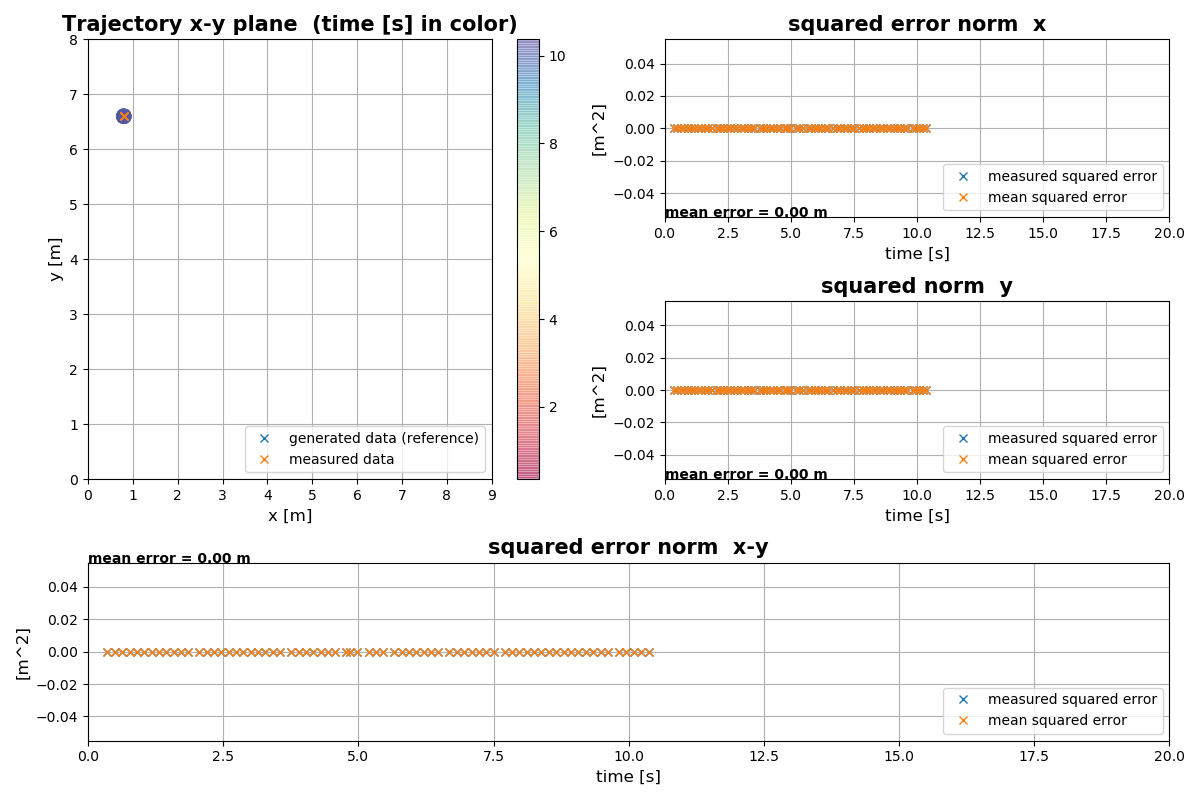 Trajectory x-y plane  (time [s] in color)
8
7
6
5
4
3
2
1
0
y [m]
generated data (reference)
measured data
0 1 2 3 4 5 6 7 8 9
x [m]
10
8
6
4
2
squared error norm  x
0.04
0.02
0.00
−0.02
−0.04
[m^2]
measured squared error
mean squared error
mean error = 0.00 m
0.0 2.5 5.0 7.5 10.0 12.5 15.0 17.5 20.0
time [s]
squared norm  y
0.04
0.02
0.00
−0.02
−0.04
[m^2]
measured squared error
mean squared error
mean error = 0.00 m
0.0 2.5 5.0 7.5 10.0 12.5 15.0 17.5 20.0
time [s]
squared error norm  x-y
mean error = 0.00 m
0.04
0.02
0.00
−0.02
−0.04
[m^2]
measured squared error
mean squared error
0.0 2.5 5.0 7.5 10.0 12.5 15.0 17.5 20.0
time [s]